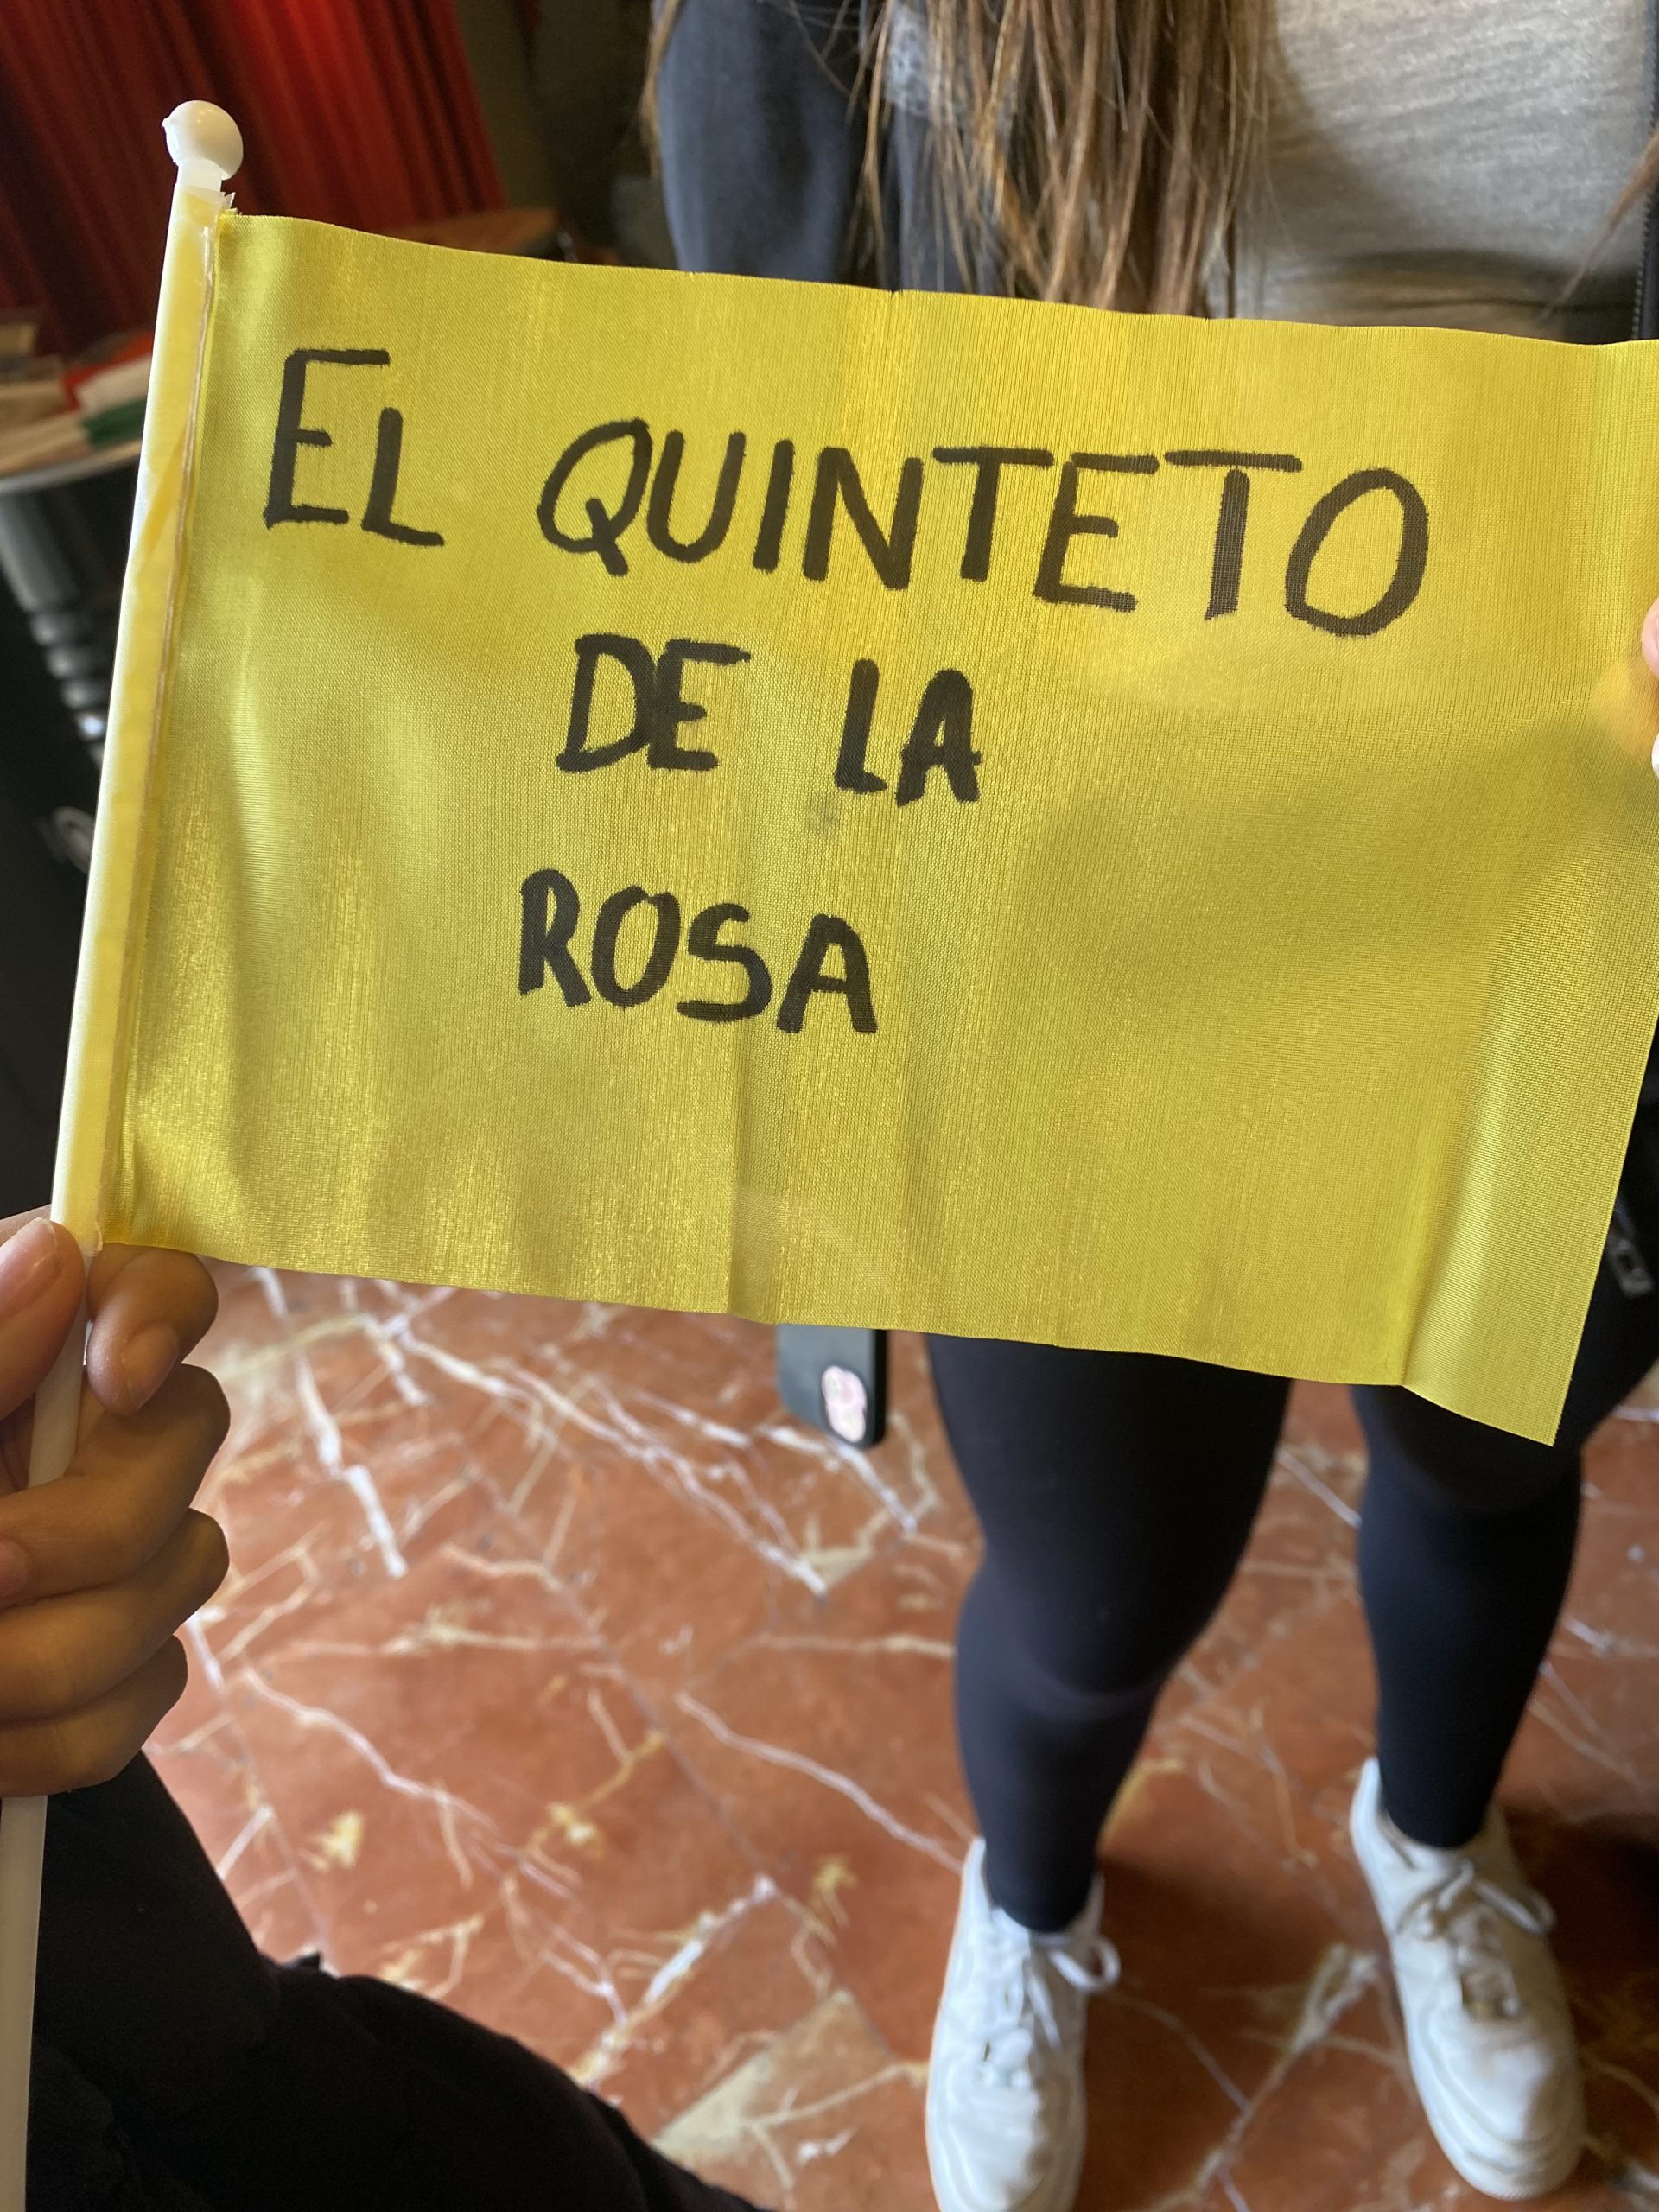 EL QUINTETO
DE LA
ROSA